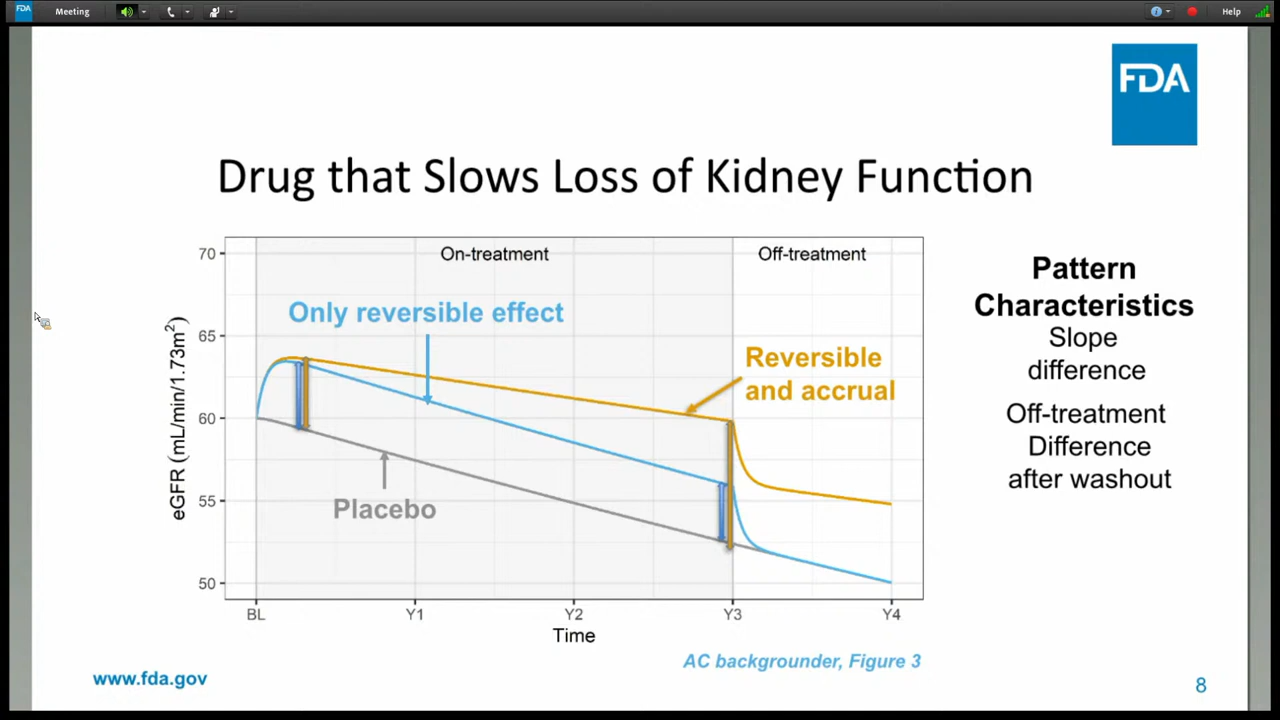 FDA
Meeting
Help
FDA
Drug that Slows Loss of Kidney Function
On-treatment
Off-treatment
Only reversible effect
Reversible
and accrual
Placebo
70
65
60
55
50
eGFR (mL/min/1.73m²)
BL
Y1
Y2
Y3
Y4
Time
Pattern
Characteristics
Slope
difference
Off-treatment
Difference
after washout
AC backgrounder, Figure 3
www.fda.gov
8